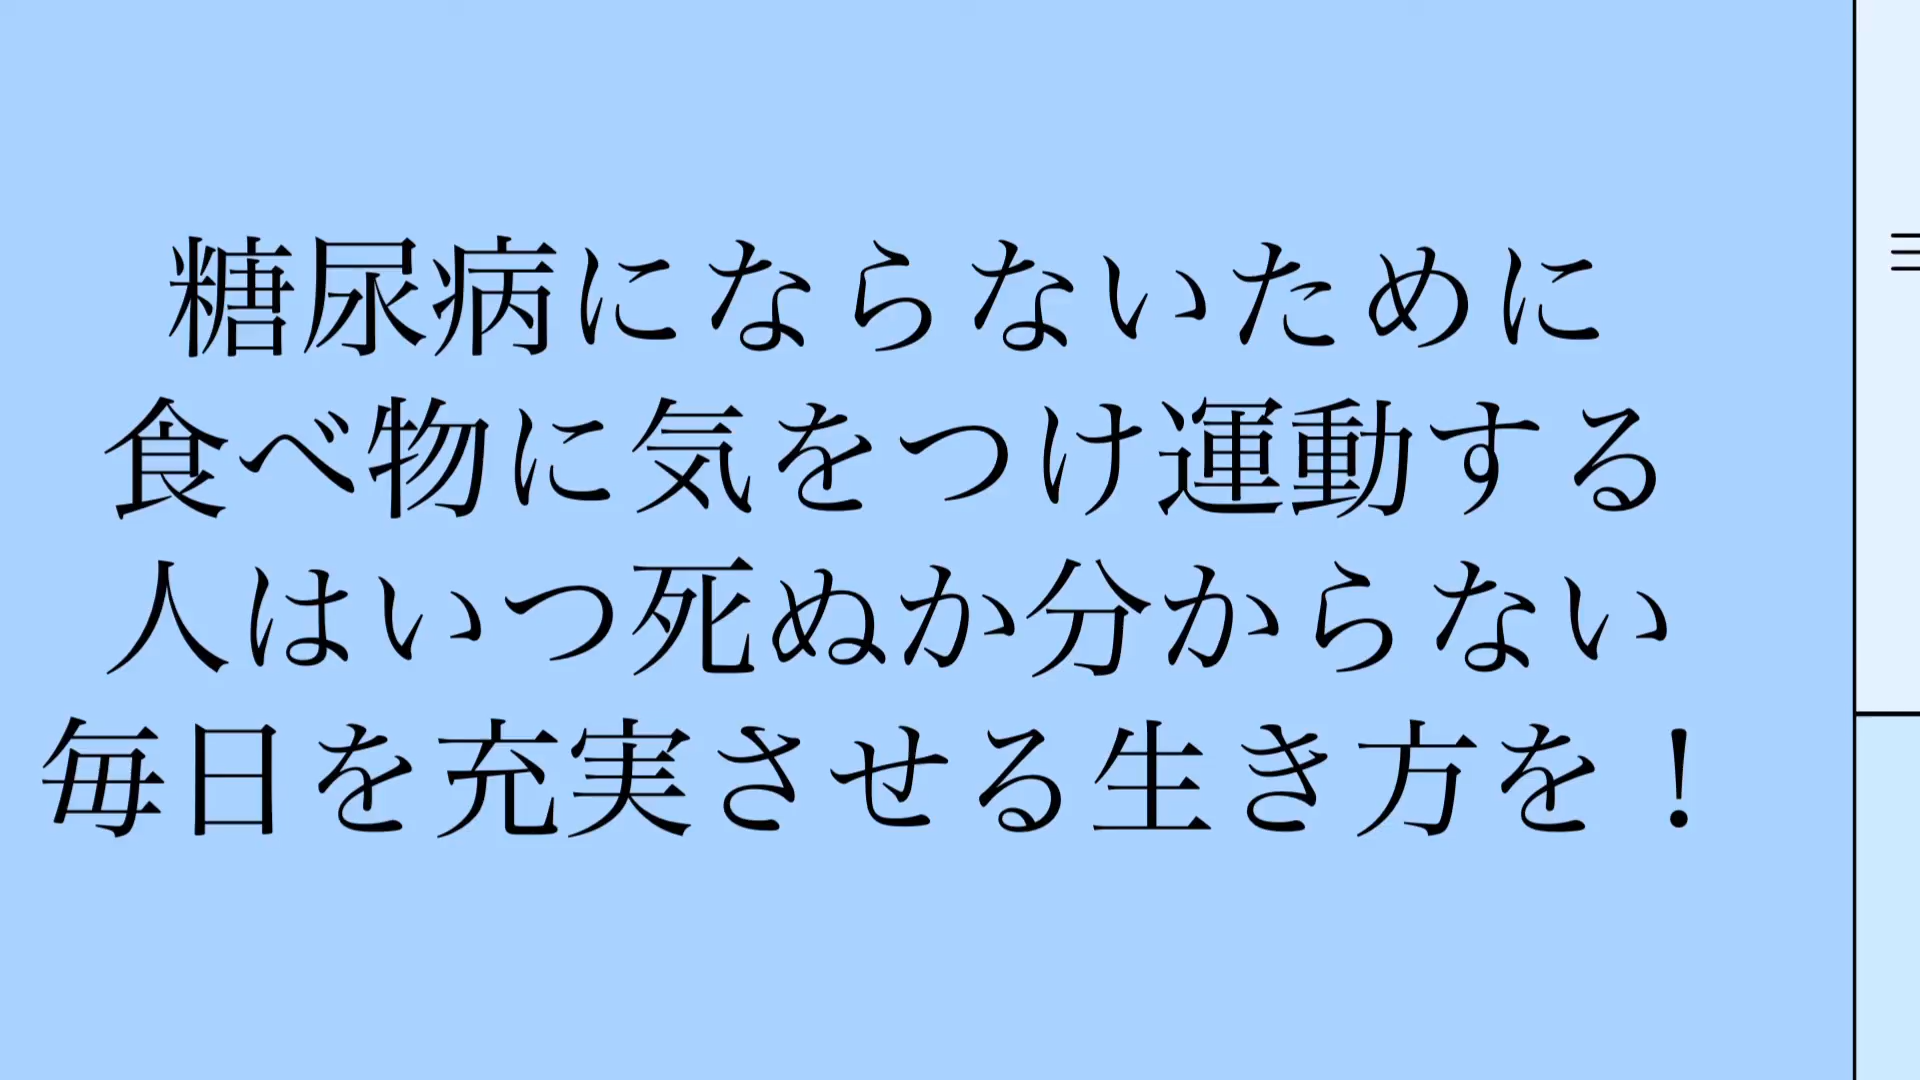 糖尿病にならないために
食べ物に気をつけ運動する
人はいつ死ぬか分からない
毎日を充実させる生き方を！